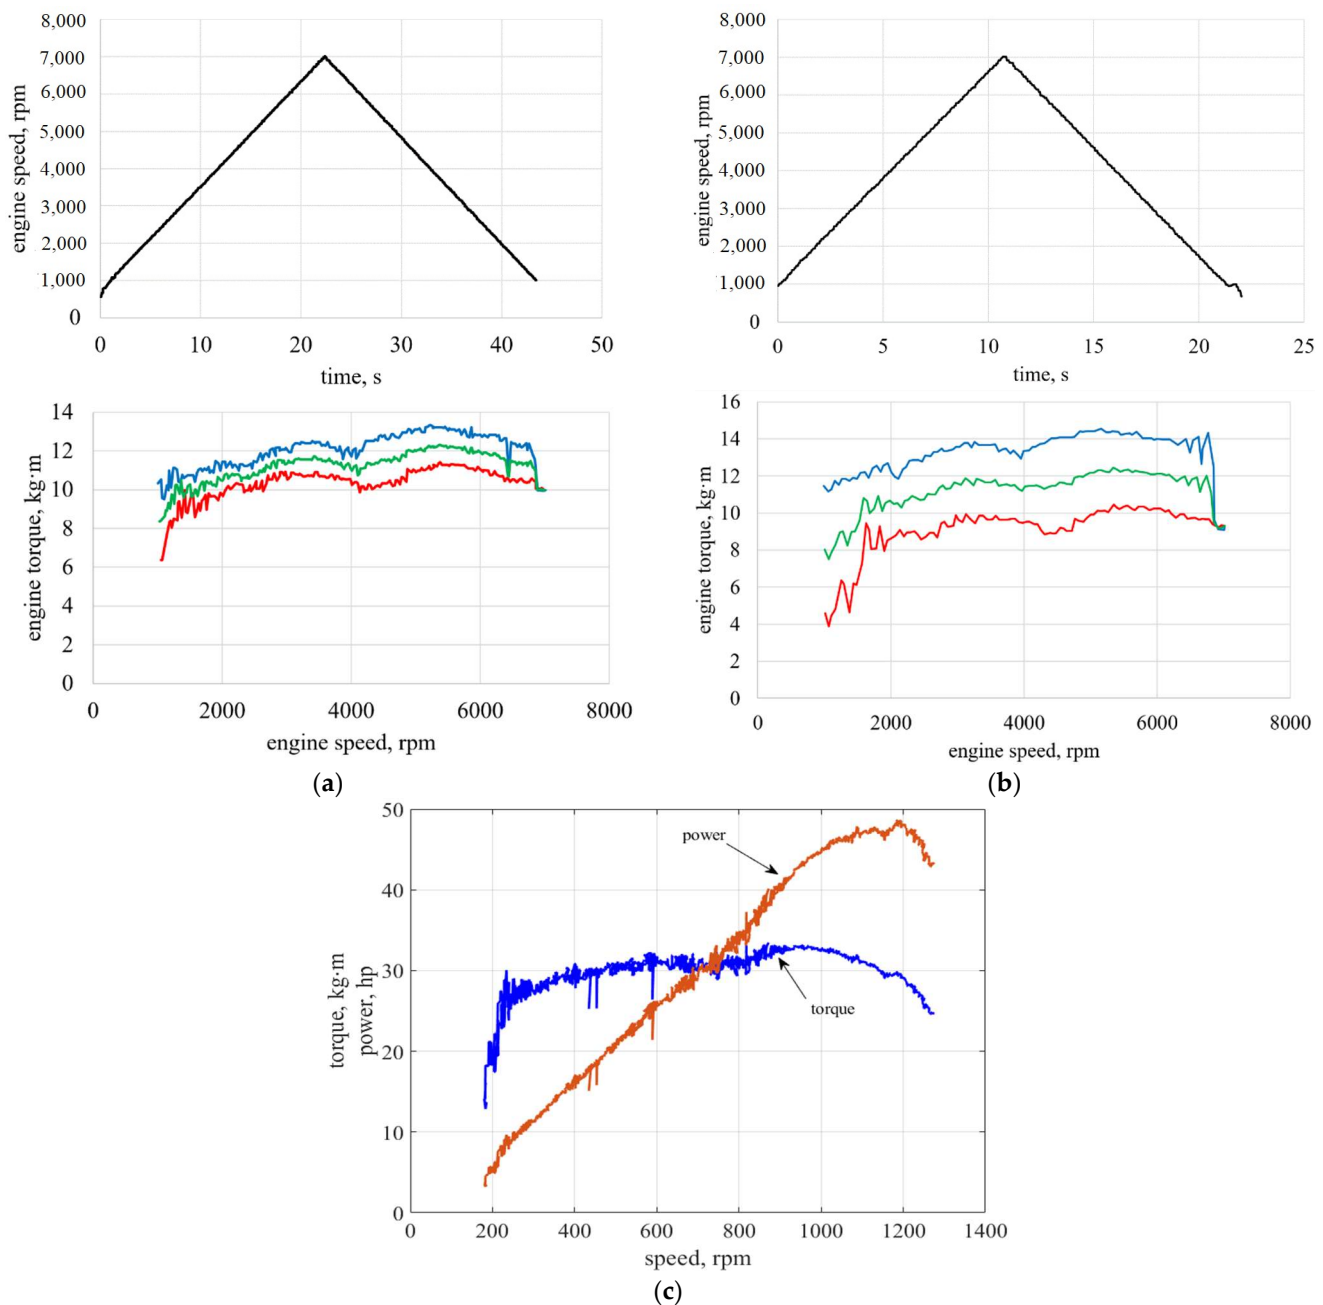 8,000
7,000
6,000
5,000
4,000
3,000
2,000
1,000
0
engine speed, rpm
0 10 20 30 40 50
time, s
8,000
7,000
6,000
5,000
4,000
3,000
2,000
1,000
0
engine speed, rpm
0 5 10 15 20 25
time, s
14
12
10
8
6
4
2
0
engine torque, kg·m
0 2000 4000 6000 8000
engine speed, rpm
(a)
16
14
12
10
8
6
4
2
0
engine torque, kg·m
0 2000 4000 6000 8000
engine speed, rpm
(b)
50
40
30
20
10
0
torque, kg·m
power, hp
power
torque
0 200 400 600 800 1000 1200 1400
speed, rpm
(c)